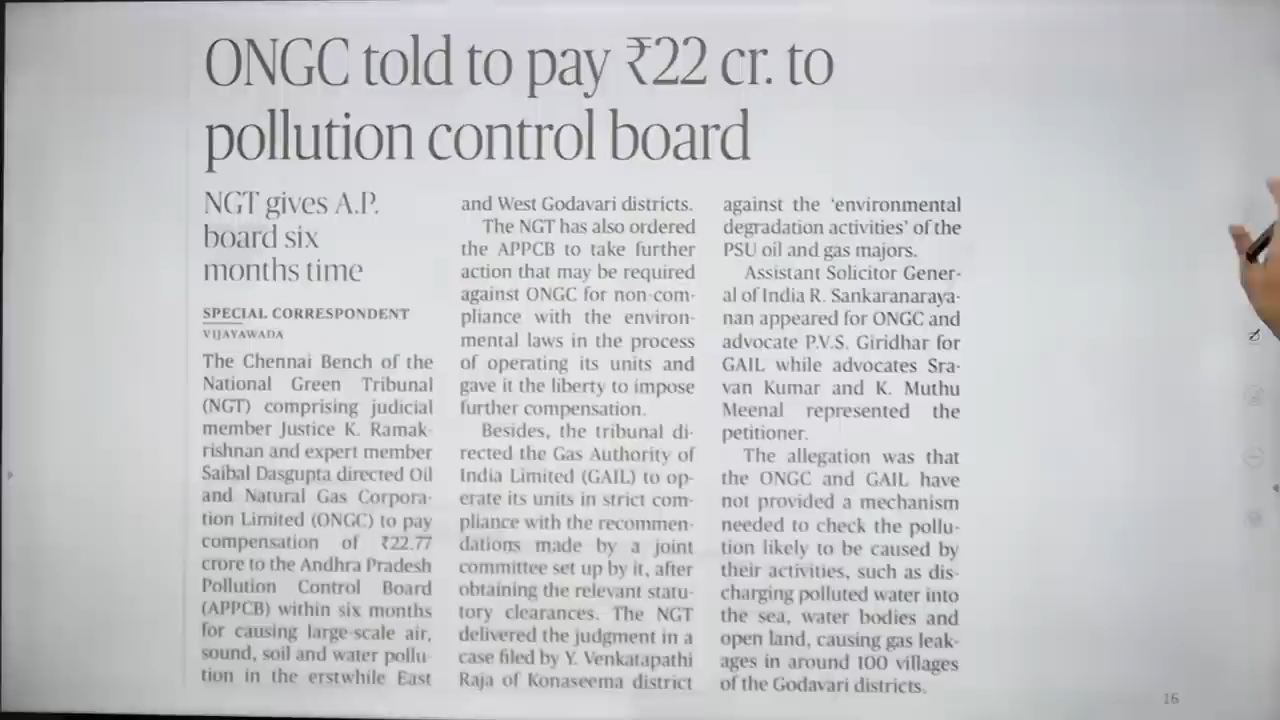 ONGC told to pay ₹22 cr. to
pollution control board
NGT gives A.P.
board six
months time
SPECIAL CORRESPONDENT
VIJAYAWADA
The Chennai Bench of the
National Green Tribunal
(NGT) comprising judicial
member Justice K. Ramak-
rishnan and expert member
Saibal Dasgupta directed Oil
and Natural Gas Corpora-
tion Limited (ONGC) to pay
compensation of ₹22.77
crore to the Andhra Pradesh
Pollution Control Board
(APPCB) within six months
for causing large-scale air,
sound, soil and water pollu-
tion in the erstwhile East
and West Godavari districts.
The NGT has also ordered
the APPCB to take further
action that may be required
against ONGC for non-com-
pliance with the environ-
mental laws in the process
of operating its units and
gave it the liberty to impose
further compensation.
Besides, the tribunal di-
rected the Gas Authority of
India Limited (GAIL) to op-
erate its units in strict com-
pliance with the recommen-
dations made by a joint
committee set up by it, after
obtaining the relevant statu-
tory clearances. The NGT
delivered the judgment in a
case filed by Y. Venkatapathi
Raja of Konaseema district
against the ‘environmental
degradation activities’ of the
PSU oil and gas majors.
Assistant Solicitor Gener-
al of India R. Sankaranaraya-
nan appeared for ONGC and
advocate P.V.S. Giridhar for
GAIL while advocates Sra-
van Kumar and K. Muthu
Meenal represented the
petitioner.
The allegation was that
the ONGC and GAIL have
not provided a mechanism
needed to check the pollu-
tion likely to be caused by
their activities, such as dis-
charging polluted water into
the sea, water bodies and
open land, causing gas leak-
ages in around 100 villages
of the Godavari districts.
16